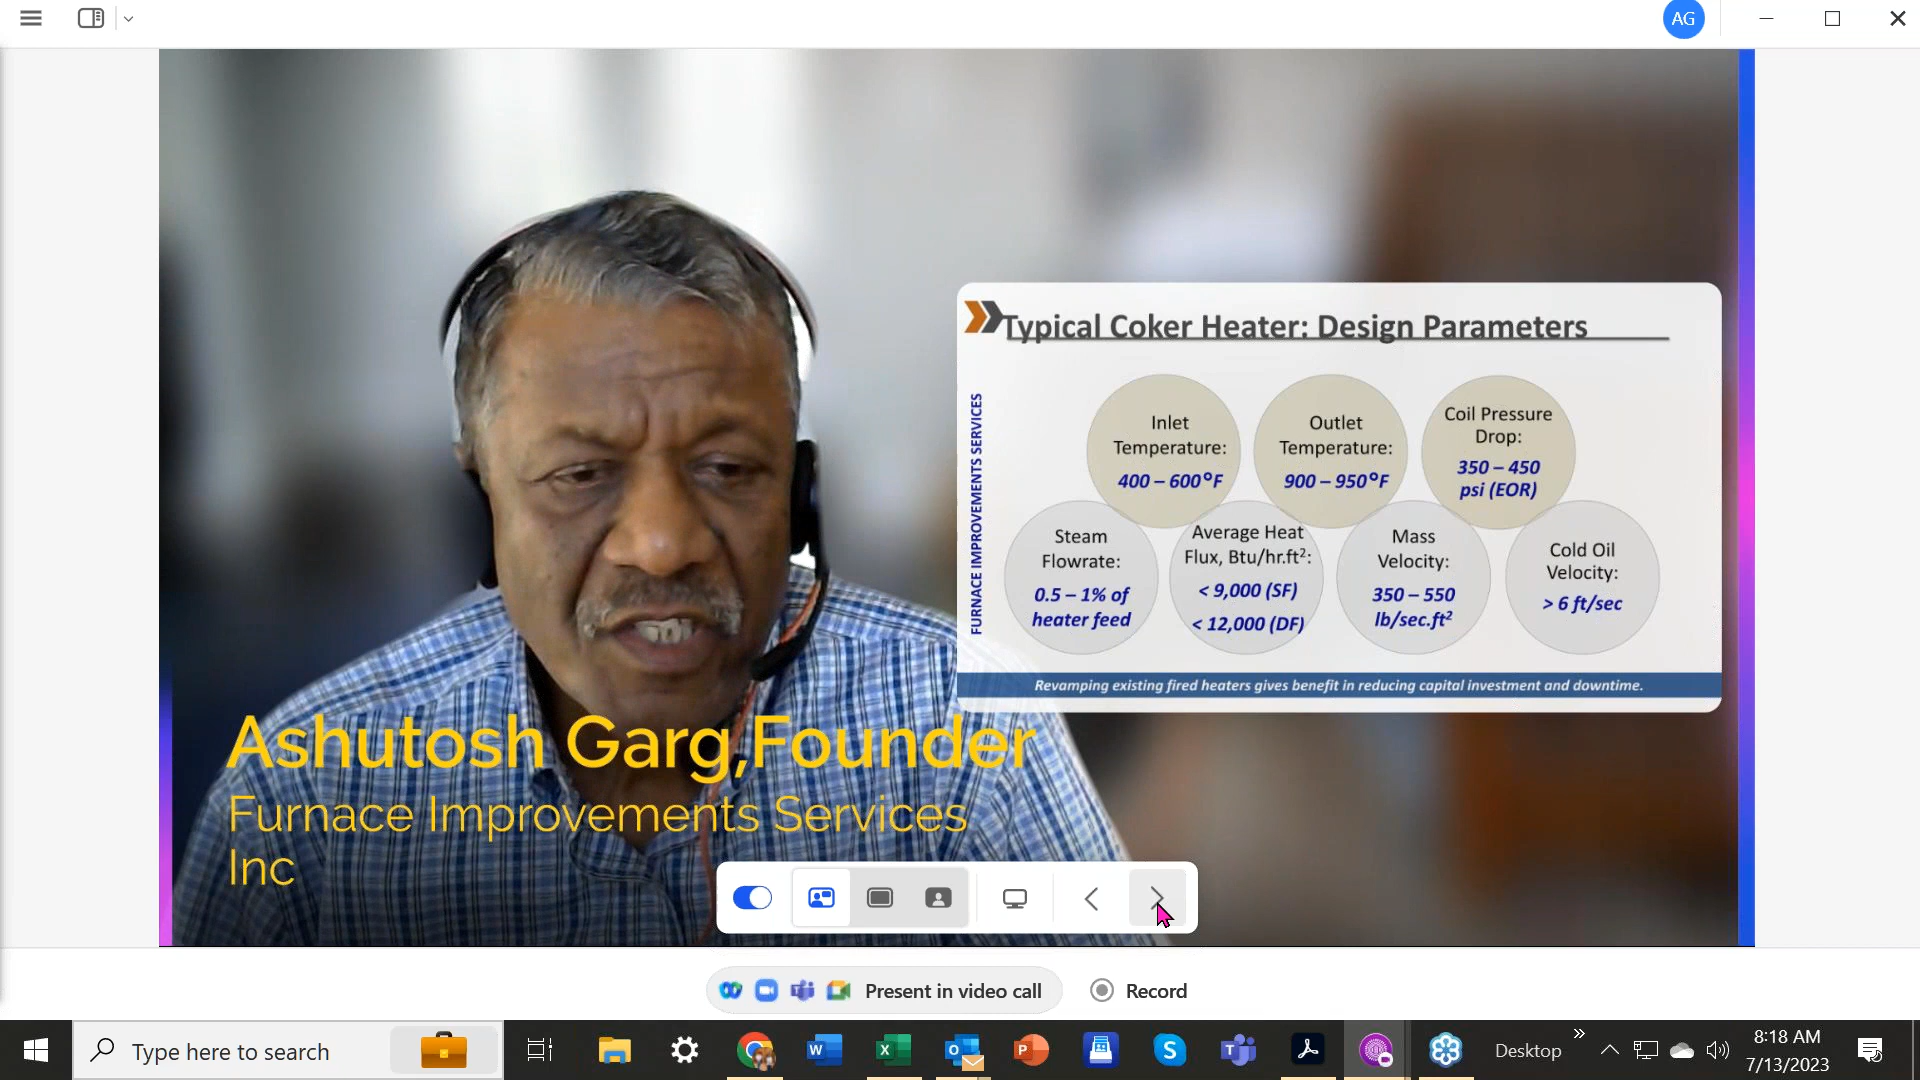 AG
Typical Coker Heater: Design Parameters
FURNACE IMPROVEMENTS SERVICES
Inlet
Temperature:
400 – 600°F
Outlet
Temperature:
900 – 950°F
Coil Pressure
Drop:
350 – 450
psi (EOR)
Steam
Flowrate:
0.5 – 1% of
heater feed
Average Heat
Flux, Btu/hr.ft²:
< 9,000 (SF)
< 12,000 (DF)
Mass
Velocity:
350 – 550
lb/sec.ft²
Cold Oil
Velocity:
> 6 ft/sec
Revamping existing fired heaters gives benefit in reducing capital investment and downtime.
Ashutosh Garg,Founder
Furnace Improvements Services
Inc
Present in video call
Record
Type here to search
Desktop
8:18 AM
7/13/2023